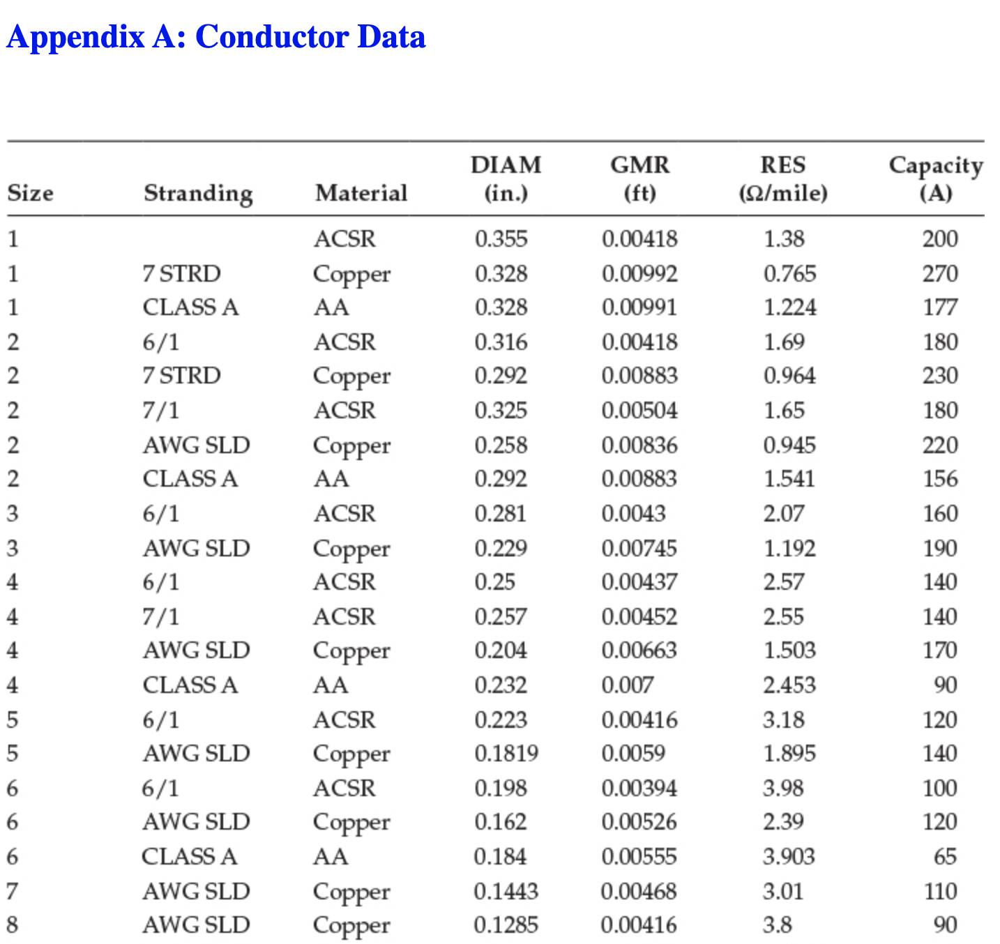 Appendix A: Conductor Data
DIAM GMR RES Capacity
Size Stranding Material (in.) (ft) (Ω/mile) (A)
1 ACSR 0.355 0.00418 1.38 200
1 7 STRD Copper 0.328 0.00992 0.765 270
1 CLASS A AA 0.328 0.00991 1.224 177
2 6/1 ACSR 0.316 0.00418 1.69 180
2 7 STRD Copper 0.292 0.00883 0.964 230
2 7/1 ACSR 0.325 0.00504 1.65 180
2 AWG SLD Copper 0.258 0.00836 0.945 220
2 CLASS A AA 0.292 0.00883 1.541 156
3 6/1 ACSR 0.281 0.0043 2.07 160
3 AWG SLD Copper 0.229 0.00745 1.192 190
4 6/1 ACSR 0.25 0.00437 2.57 140
4 7/1 ACSR 0.257 0.00452 2.55 140
4 AWG SLD Copper 0.204 0.00663 1.503 170
4 CLASS A AA 0.232 0.007 2.453 90
5 6/1 ACSR 0.223 0.00416 3.18 120
5 AWG SLD Copper 0.1819 0.0059 1.895 140
6 6/1 ACSR 0.198 0.00394 3.98 100
6 AWG SLD Copper 0.162 0.00526 2.39 120
6 CLASS A AA 0.184 0.00555 3.903 65
7 AWG SLD Copper 0.1443 0.00468 3.01 110
8 AWG SLD Copper 0.1285 0.00416 3.8 90